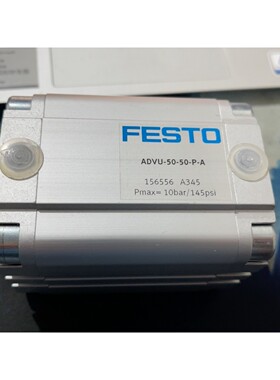 FESTO
ADVU-50-50-P-A
156556 A345
Pmax= 10bar/145psi